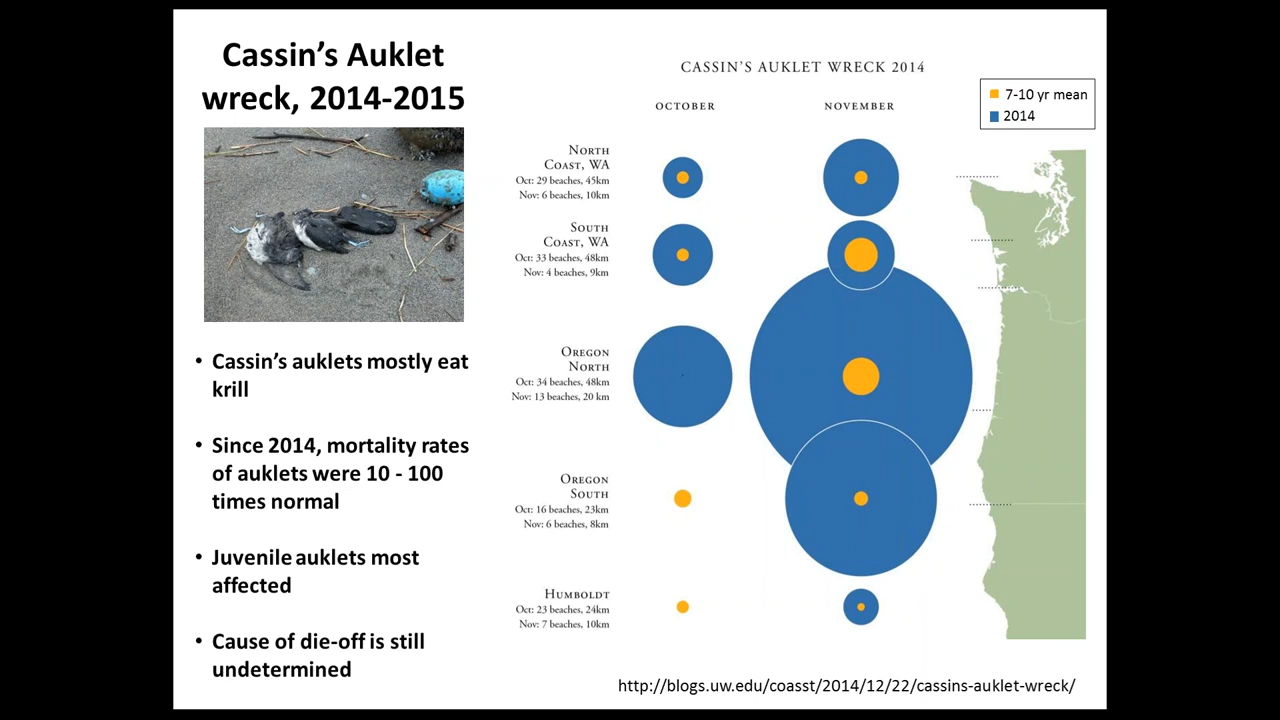 Cassin's Auklet
wreck, 2014-2015
• Cassin's auklets mostly eat
krill
• Since 2014, mortality rates
of auklets were 10 - 100
times normal
• Juvenile auklets most
affected
• Cause of die-off is still
undetermined
CASSIN'S AUKLET WRECK 2014
OCTOBER
NOVEMBER
7-10 yr mean
2014
NORTH
COAST, WA
Oct: 29 beaches, 45km
Nov: 6 beaches, 10km
SOUTH
COAST, WA
Oct: 33 beaches, 48km
Nov: 4 beaches, 9km
OREGON
NORTH
Oct: 34 beaches, 48km
Nov: 13 beaches, 20 km
OREGON
SOUTH
Oct: 16 beaches, 23km
Nov: 6 beaches, 8km
HUMBOLDT
Oct: 23 beaches, 24km
Nov: 7 beaches, 10km
http://blogs.uw.edu/coasst/2014/12/22/cassins-auklet-wreck/